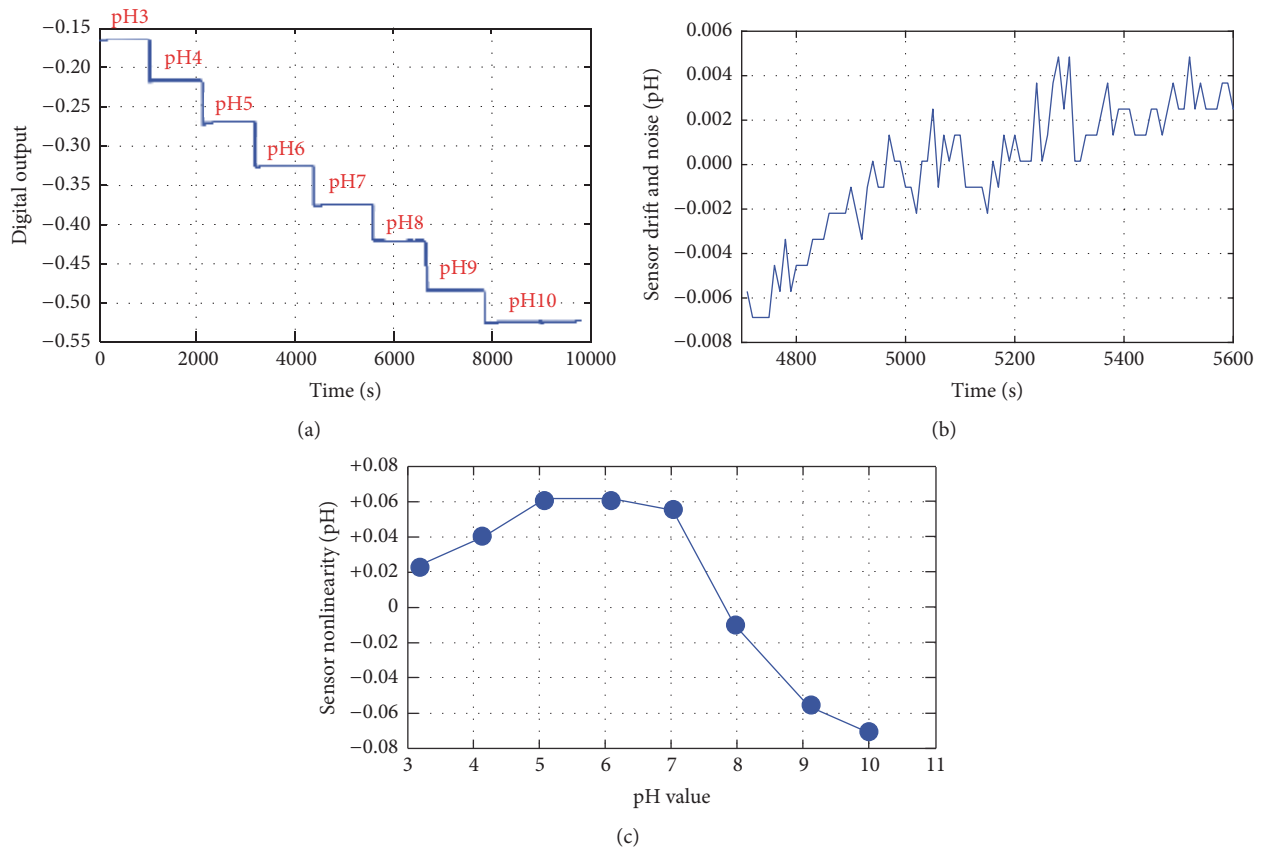 −0.15
−0.20
−0.25
−0.30
−0.35
−0.40
−0.45
−0.50
−0.55
Digital output
pH3
pH4
pH5
pH6
pH7
pH8
pH9
pH10
0 2000 4000 6000 8000 10000
Time (s)
(a)
0.006
0.004
0.002
0.000
−0.002
−0.004
−0.006
−0.008
Sensor drift and noise (pH)
4800 5000 5200 5400 5600
Time (s)
(b)
+0.08
+0.06
+0.04
+0.02
0
−0.02
−0.04
−0.06
−0.08
Sensor nonlinearity (pH)
3 4 5 6 7 8 9 10 11
pH value
(c)